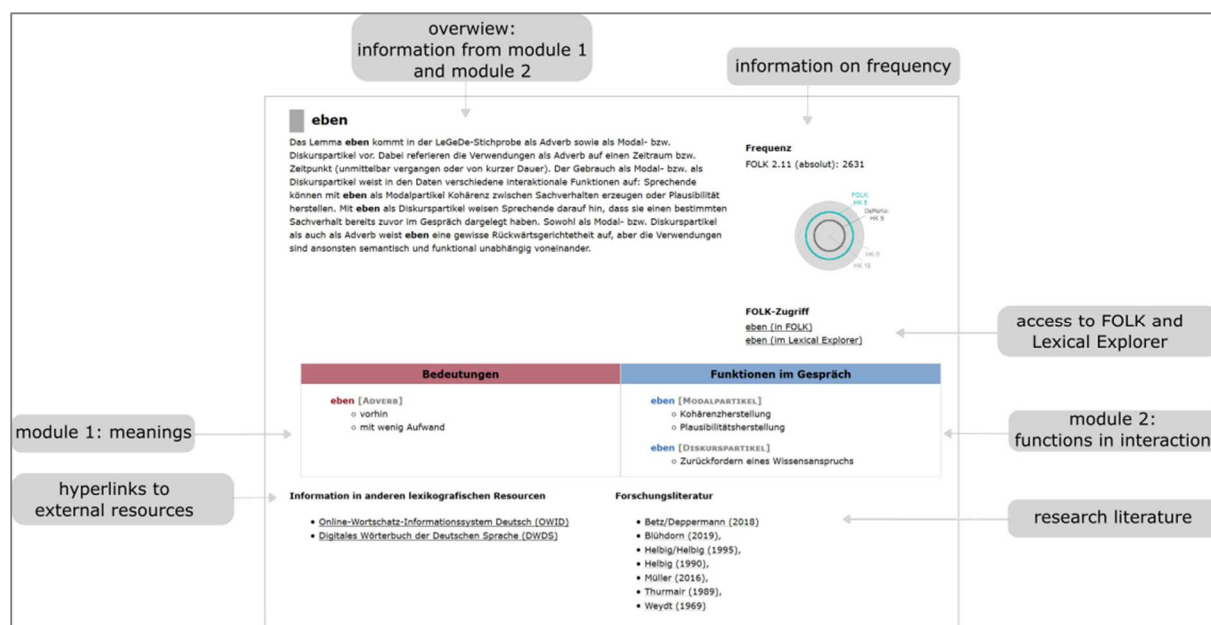 overwiew:
information from module 1
and module 2
information on frequency
eben
Das Lemma eben kommt in der LeGeDe-Stichprobe als Adverb sowie als Modal- bzw.
Diskurspartikel vor. Dabei referieren die Verwendungen als Adverb auf einen Zeitraum bzw.
Zeitpunkt (unmittelbar vergangen oder von kurzer Dauer). Der Gebrauch als Modal- bzw. als
Diskurspartikel weist in den Daten verschiedene interaktionale Funktionen auf: Sprechende
können mit eben als Modalpartikel Kohärenz zwischen Sachverhalten erzeugen oder Plausibilität
herstellen. Mit eben als Diskurspartikel weisen Sprechende darauf hin, dass sie einen bestimmten
Sachverhalt bereits zuvor im Gespräch dargelegt haben. Sowohl als Modal- bzw. Diskurspartikel
als auch als Adverb weist eben eine gewisse Rückwärtsgerichtetheit auf, aber die Verwendungen
sind ansonsten semantisch und funktional unabhängig voneinander.
Frequenz
FOLK 2.11 (absolut): 2631
FOLK:
HK 5
DeReKo:
HK 9
HK 0
HK 16
FOLK-Zugriff
eben (in FOLK)
eben (im Lexical Explorer)
access to FOLK and
Lexical Explorer
Bedeutungen
Funktionen im Gespräch
module 1: meanings
eben [ADVERB]
○ vorhin
○ mit wenig Aufwand
eben [MODALPARTIKEL]
○ Kohärenzherstellung
○ Plausibilitätsherstellung
eben [DISKURSPARTIKEL]
○ Zurückfordern eines Wissensanspruchs
module 2:
functions in interaction
hyperlinks to
external resources
Information in anderen lexikografischen Resourcen
• Online-Wortschatz-Informationssystem Deutsch (OWID)
• Digitales Wörterbuch der Deutschen Sprache (DWDS)
Forschungsliteratur
• Betz/Deppermann (2018)
• Blühdorn (2019),
• Helbig/Helbig (1995),
• Helbig (1990),
• Müller (2016),
• Thurmair (1989),
• Weydt (1969)
research literature